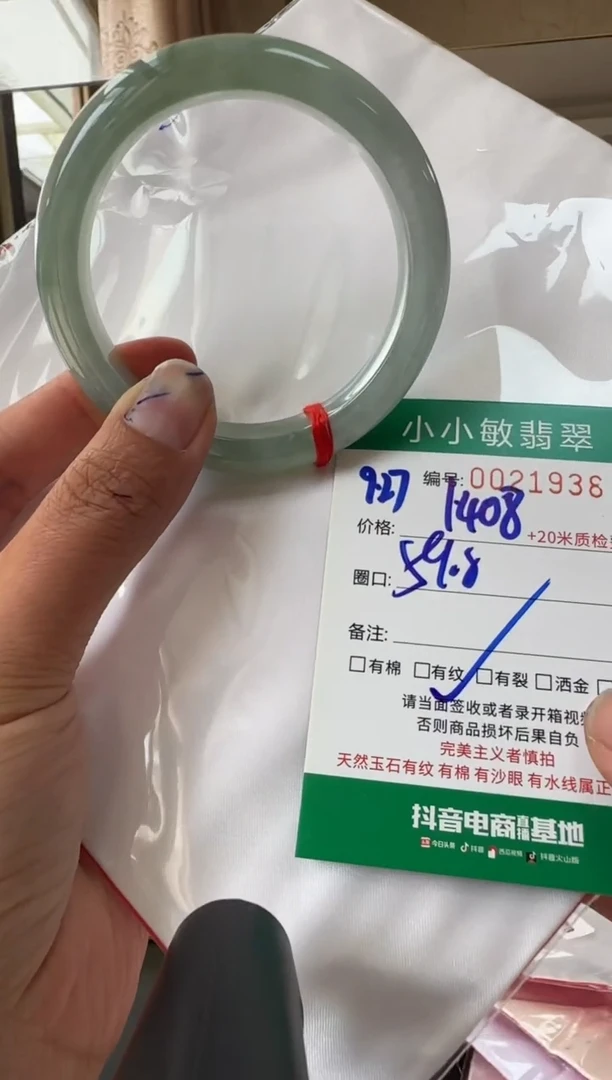 小小敏翡翠
9.27 编号: 0021938
价格: 1408 +20米质检
圈口: 59.8
备注:
□有棉 □有纹 □有裂 □洒金
请当面签收或者录开箱视频
否则商品损坏后果自负
完美主义者慎拍
天然玉石有纹 有棉 有沙眼 有水线属正
抖音电商直播基地
今日头条 抖音 西瓜视频 抖音火山版